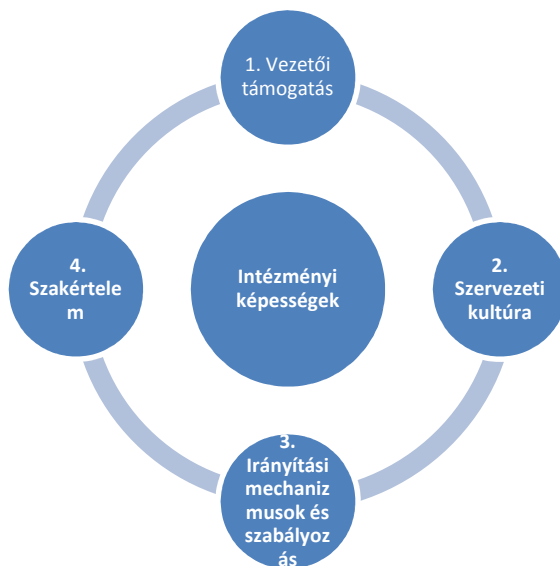 1. Vezetői
támogatás
2.
Szervezeti
kultúra
3.
Irányítási
mechaniz
musok és
szabályoz
ás
4.
Szakértele
m
Intézményi
képességek